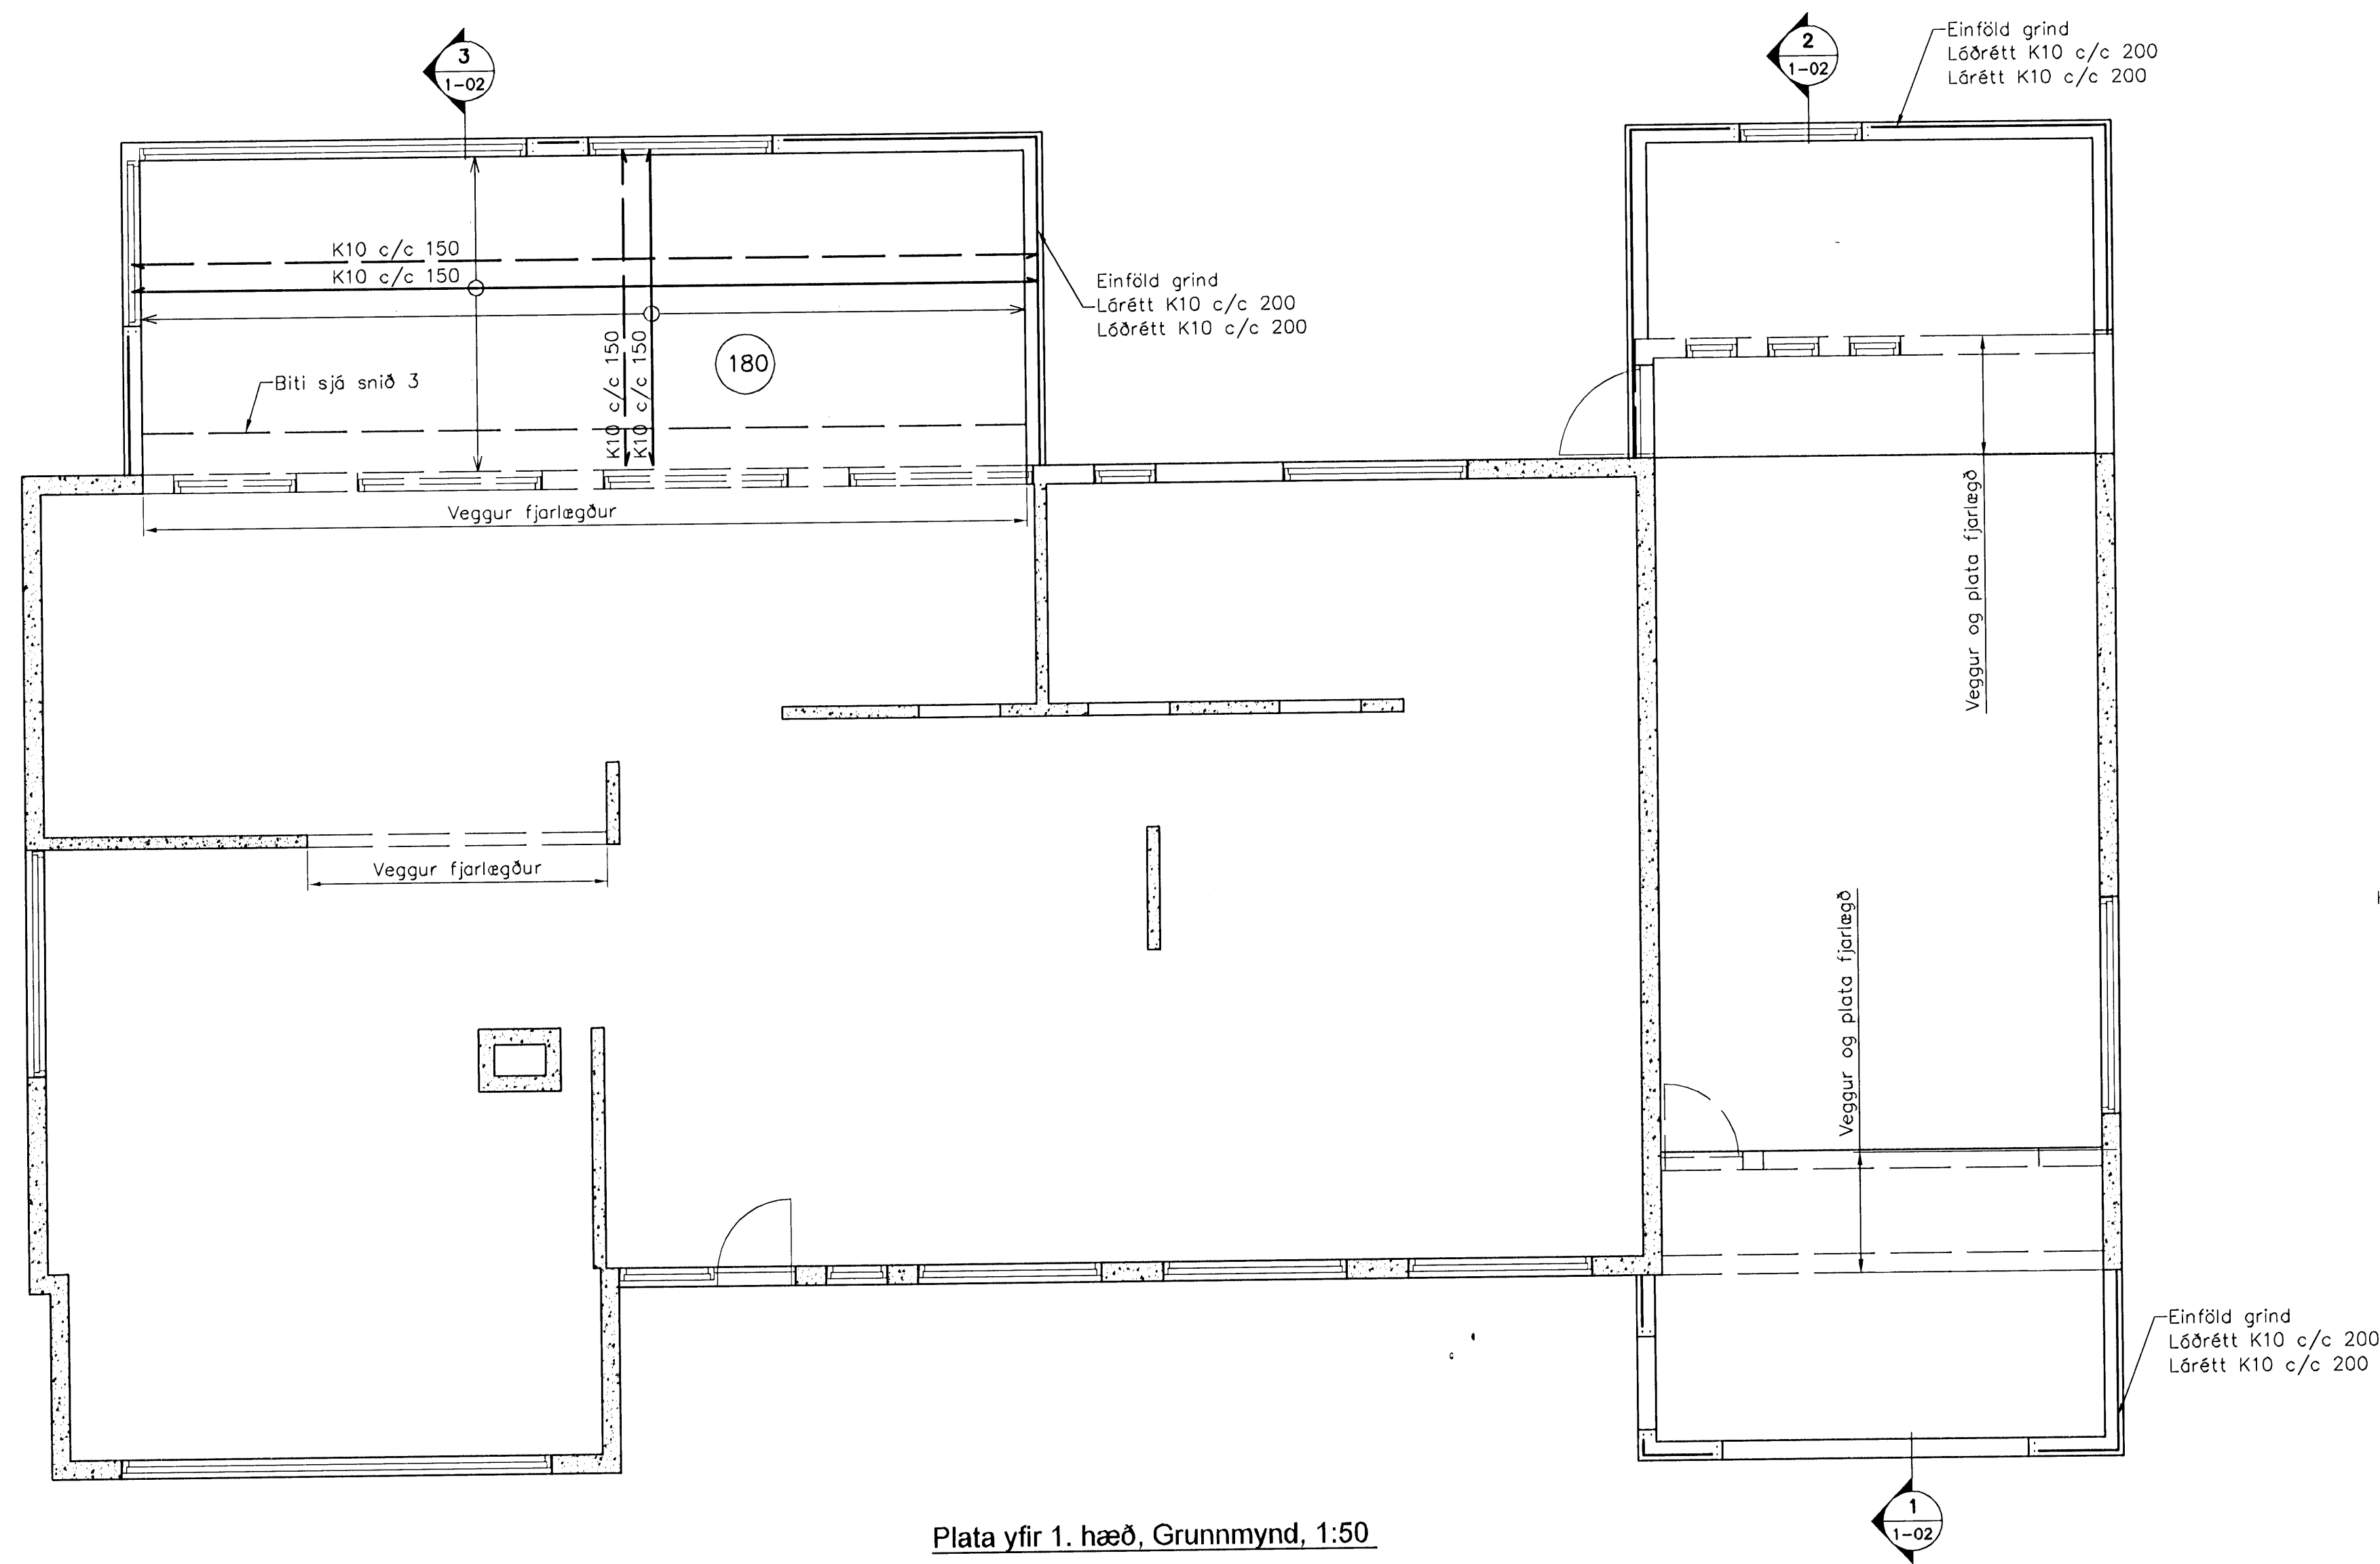 3
1-02
2
1-02
Einföld grind
Lóðrétt K10 c/c 200
Lárétt K10 c/c 200
K10 c/c 150
K10 c/c 150
Einföld grind
Lárétt K10 c/c 200
Lóðrétt K10 c/c 200
K10 c/c 150
K10 c/c 150
180
Biti sjá snið 3
Veggur fjarlægður
Veggur og plata fjarlægð
Veggur fjarlægður
Veggur og plata fjarlægð
Einföld grind
Lóðrétt K10 c/c 200
Lárétt K10 c/c 200
1
1-02
Plata yfir 1. hæð, Grunnmynd, 1:50